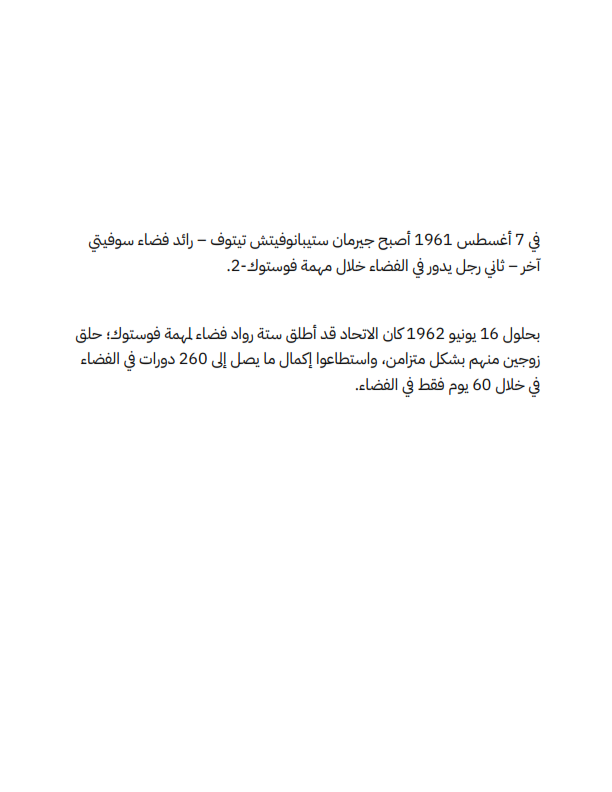 في 7 أغسطس 1961 أصبح جيرمان ستيبانوفيتش تيتوف – رائد فضاء سوفيتي
آخر – ثاني رجل يدور في الفضاء خلال مهمة فوستوك-2.
بحلول 16 يونيو 1962 كان الاتحاد قد أطلق ستة رواد فضاء لمهمة فوستوك؛ حلق
زوجين منهم بشكل متزامن، واستطاعوا إكمال ما يصل إلى 260 دورات في الفضاء
في خلال 60 يوم فقط في الفضاء.